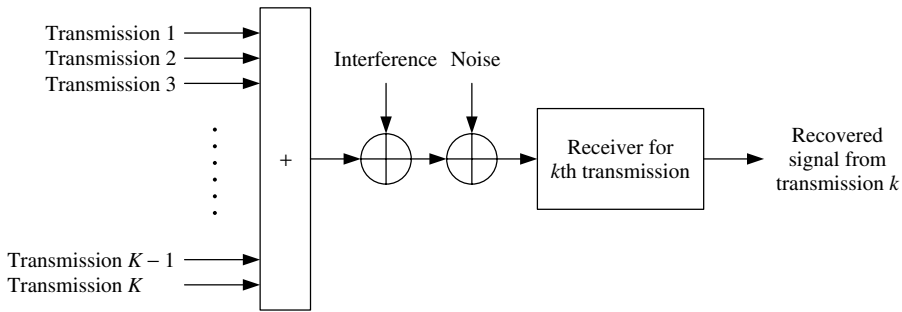 Transmission 1
Transmission 2
Transmission 3
Transmission K − 1
Transmission K
+
Interference
Noise
Receiver for
kth transmission
Recovered
signal from
transmission k